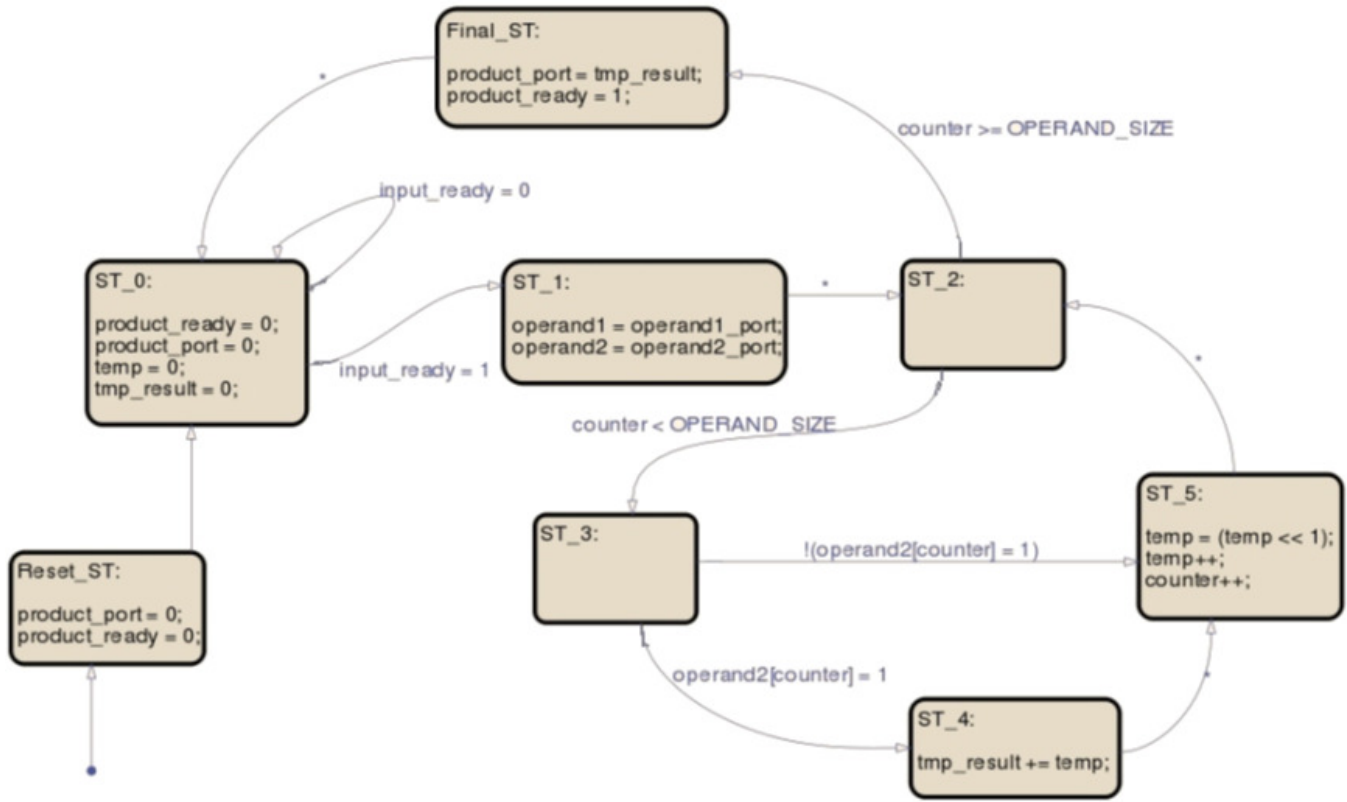 Final_ST:
product_port = tmp_result;
product_ready = 1;
*
counter >= OPERAND_SIZE
input_ready = 0
ST_0:
product_ready = 0;
product_port = 0;
temp = 0;
tmp_result = 0;
input_ready = 1
ST_1:
operand1 = operand1_port;
operand2 = operand2_port;
*
ST_2:
*
counter < OPERAND_SIZE
ST_3:
!(operand2[counter] = 1)
ST_5:
temp = (temp << 1);
temp++;
counter++;
Reset_ST:
product_port = 0;
product_ready = 0;
operand2[counter] = 1
*
ST_4:
tmp_result += temp;